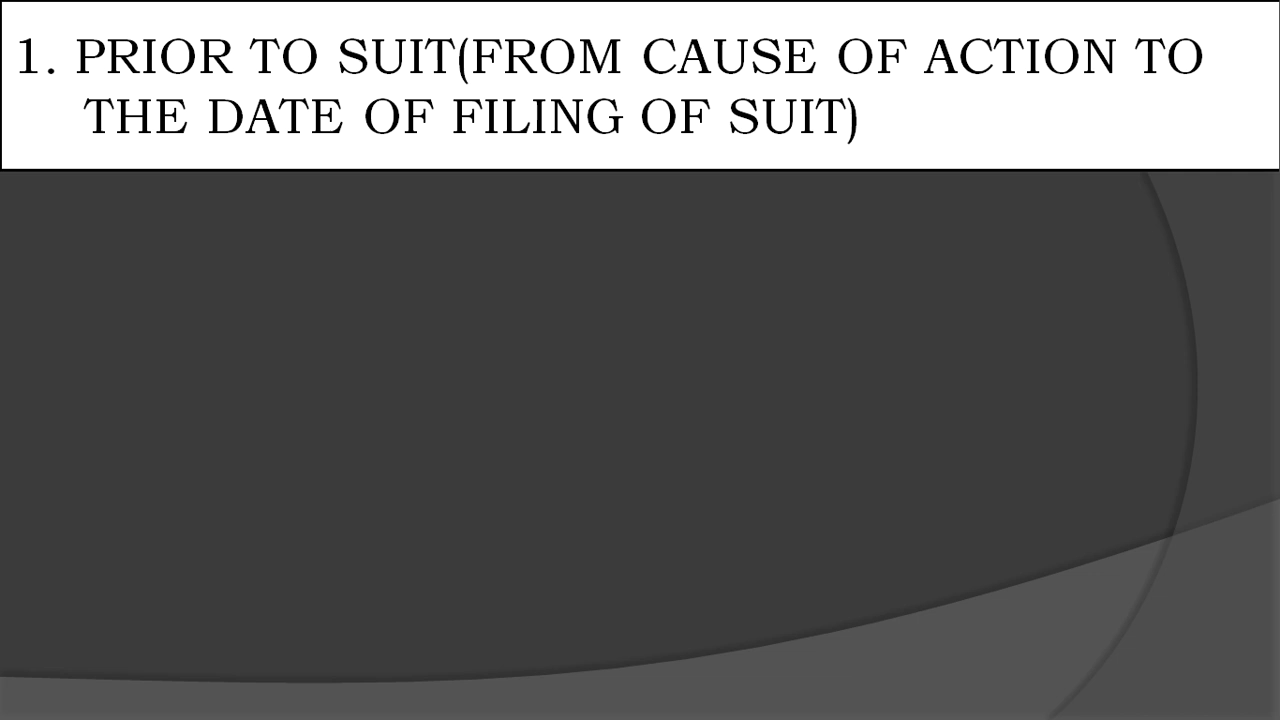 1. PRIOR TO SUIT(FROM CAUSE OF ACTION TO
THE DATE OF FILING OF SUIT)